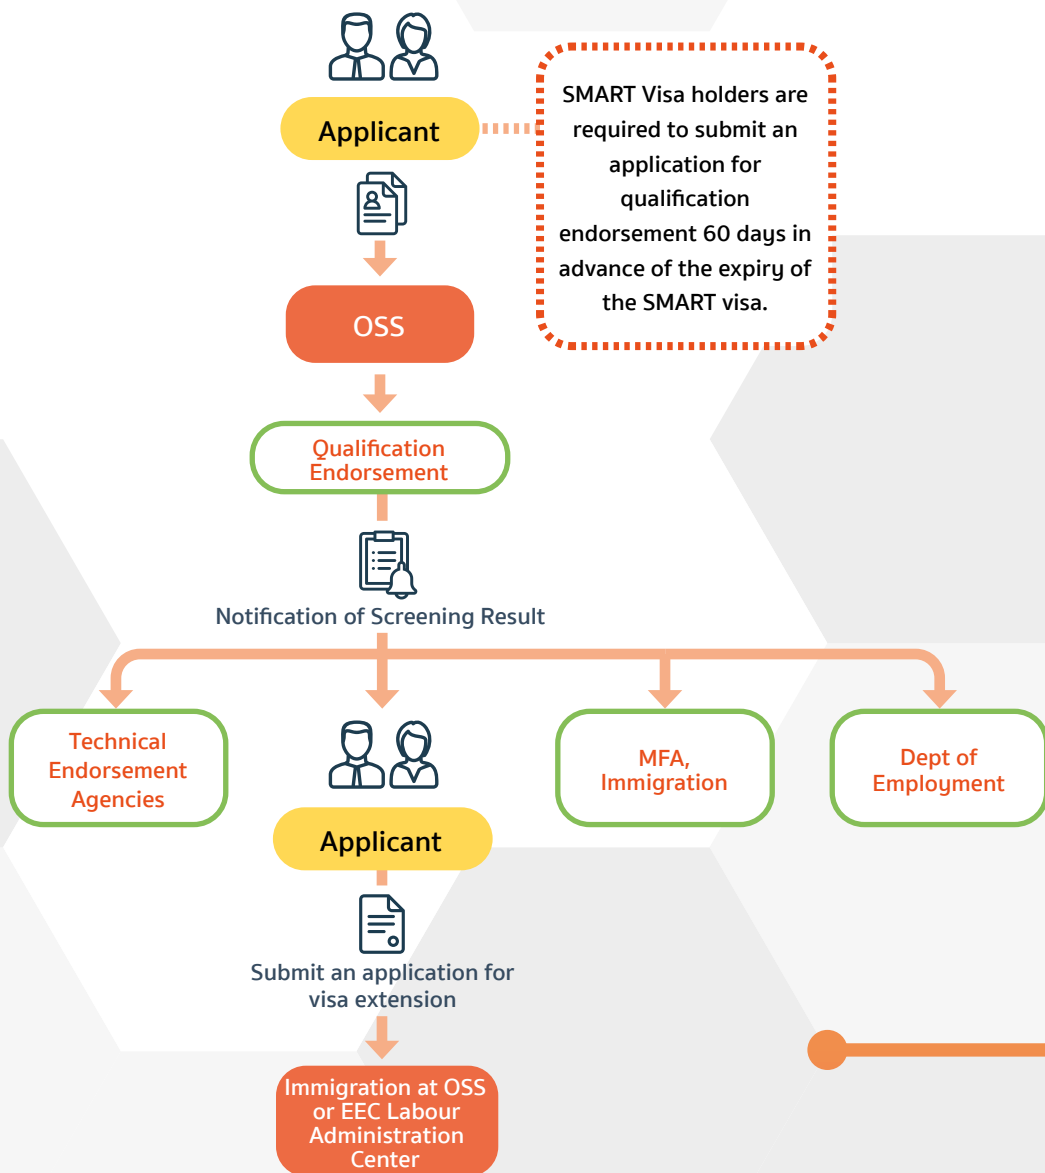 Applicant
SMART Visa holders are
required to submit an
application for
qualification
endorsement 60 days in
advance of the expiry of
the SMART visa.
OSS
Qualification
Endorsement
Notification of Screening Result
Technical
Endorsement
Agencies
Applicant
MFA,
Immigration
Dept of
Employment
Submit an application for
visa extension
Immigration at OSS
or EEC Labour
Administration
Center